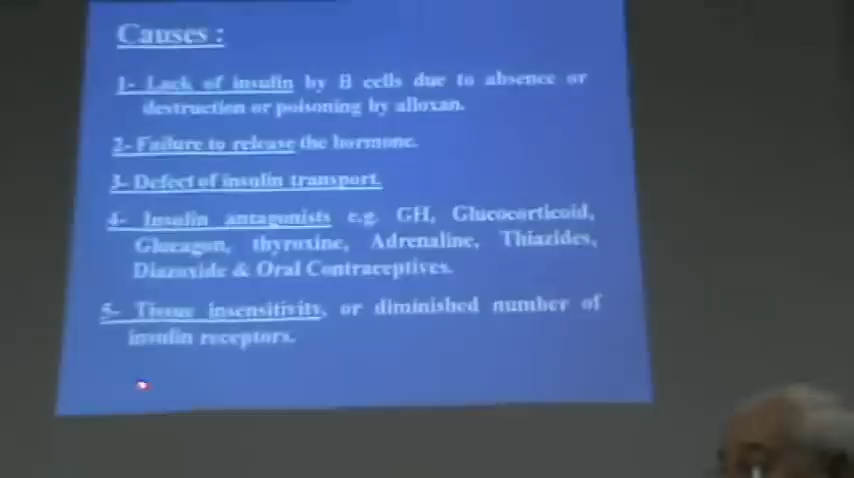 Causes :
1- Lack of insulin by B cells due to absence or
destruction or poisoning by alloxan.
2- Failure to release the hormone.
3- Defect of insulin transport.
4- Insulin antagonists e.g. GH, Glucocorticoid,
Glucagon, thyroxine, Adrenaline, Thiazides,
Diazoxide & Oral Contraceptives.
5- Tissue insensitivity, or diminished number of
insulin receptors.